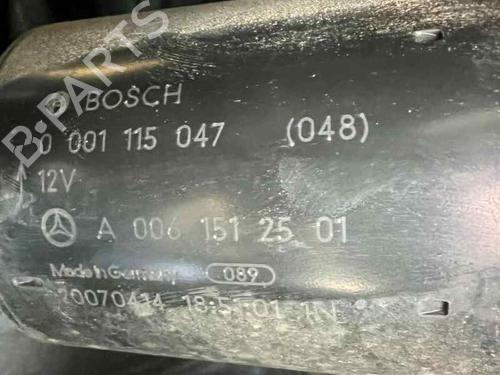 BOSCH
0 001 115 047 (048)
12V
A 006 151 25 01
Made in Germany 089
20070414 18:51:01 1N